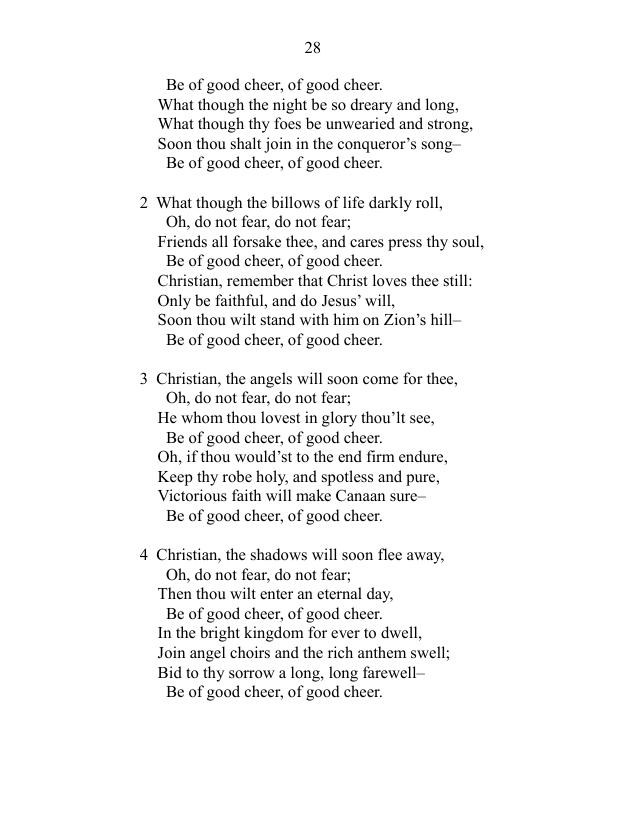 28
Be of good cheer, of good cheer.
What though the night be so dreary and long,
What though thy foes be unwearied and strong,
Soon thou shalt join in the conqueror’s song–
Be of good cheer, of good cheer.
2 What though the billows of life darkly roll,
Oh, do not fear, do not fear;
Friends all forsake thee, and cares press thy soul,
Be of good cheer, of good cheer.
Christian, remember that Christ loves thee still:
Only be faithful, and do Jesus’ will,
Soon thou wilt stand with him on Zion’s hill–
Be of good cheer, of good cheer.
3 Christian, the angels will soon come for thee,
Oh, do not fear, do not fear;
He whom thou lovest in glory thou’lt see,
Be of good cheer, of good cheer.
Oh, if thou would’st to the end firm endure,
Keep thy robe holy, and spotless and pure,
Victorious faith will make Canaan sure–
Be of good cheer, of good cheer.
4 Christian, the shadows will soon flee away,
Oh, do not fear, do not fear;
Then thou wilt enter an eternal day,
Be of good cheer, of good cheer.
In the bright kingdom for ever to dwell,
Join angel choirs and the rich anthem swell;
Bid to thy sorrow a long, long farewell–
Be of good cheer, of good cheer.